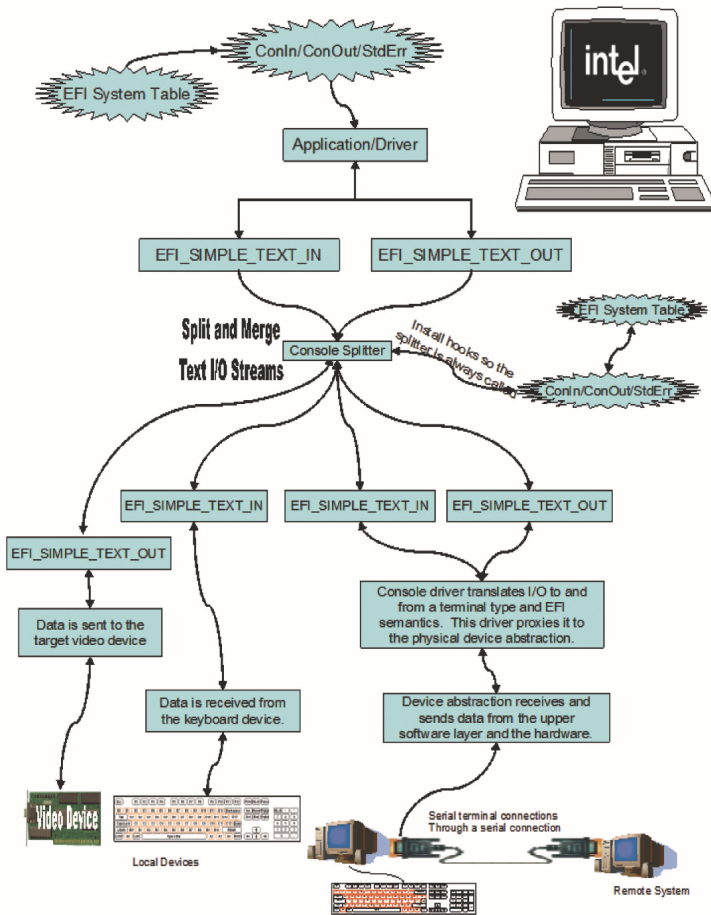 ConIn/ConOut/StdErr
EFI System Table
intel®
Application/Driver
EFI_SIMPLE_TEXT_IN
EFI_SIMPLE_TEXT_OUT
Split and Merge
Text I/O Streams
Console Splitter
Install hooks so the
splitter is always called
EFI System Table
ConIn/ConOut/StdErr
EFI_SIMPLE_TEXT_OUT
EFI_SIMPLE_TEXT_IN
EFI_SIMPLE_TEXT_IN
EFI_SIMPLE_TEXT_OUT
Data is sent to the
target video device
Console driver translates I/O to and
from a terminal type and EFI
semantics. This driver proxies it to
the physical device abstraction.
Data is received from
the keyboard device.
Device abstraction receives and
sends data from the upper
software layer and the hardware.
Video Device
Local Devices
Serial terminal connections
Through a serial connection
Remote System